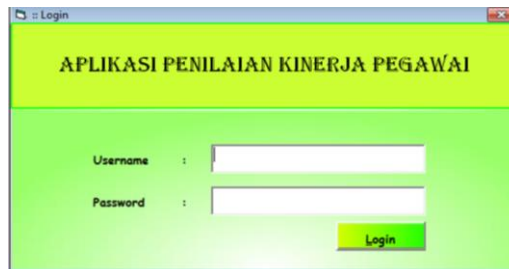 :: Login
APLIKASI PENILAIAN KINERJA PEGAWAI
Username :
Password :
Login